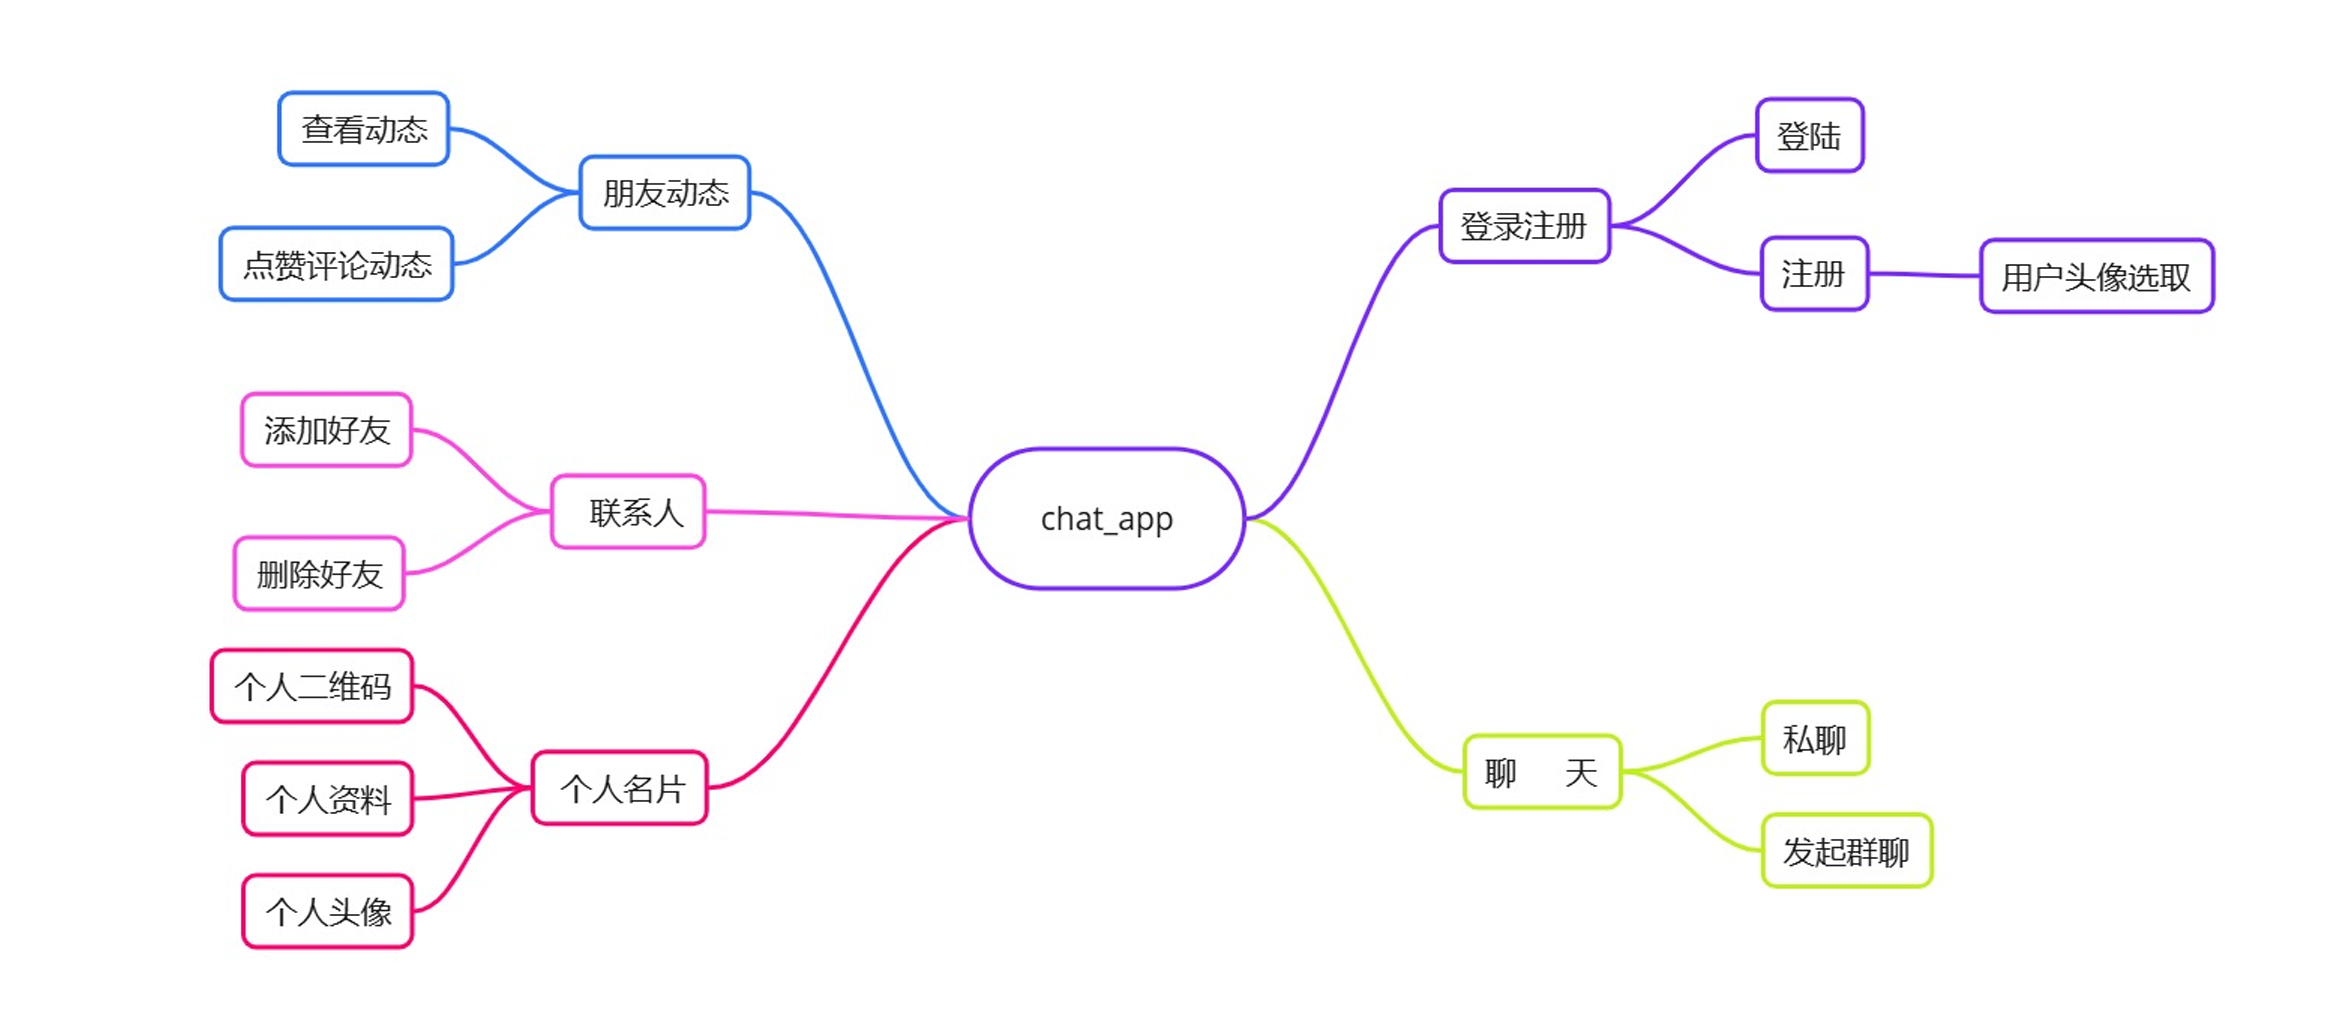 查看动态
朋友动态
点赞评论动态
添加好友
联系人
删除好友
个人二维码
个人资料
个人名片
个人头像
chat_app
登陆
登录注册
注册
用户头像选取
私聊
聊 天
发起群聊